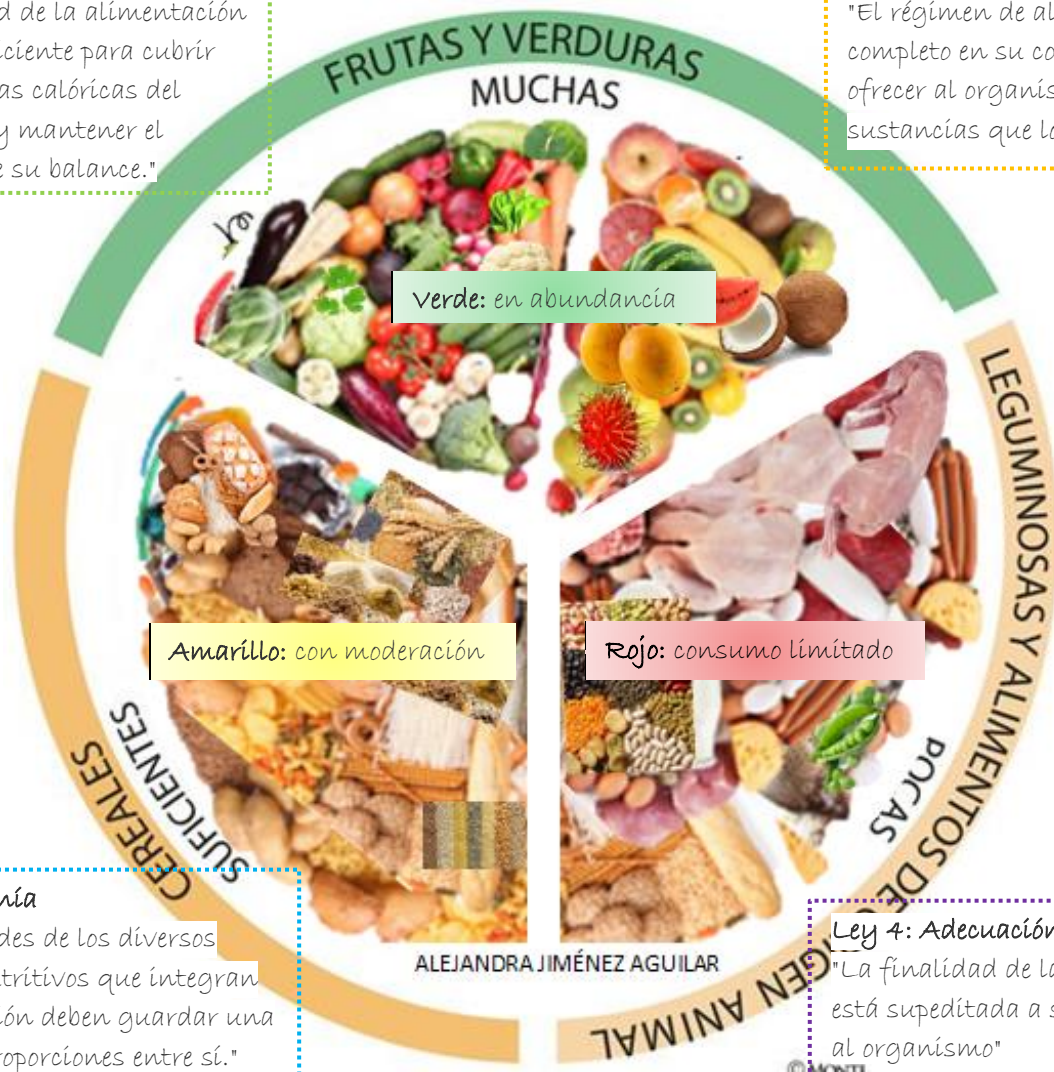 d de la alimentación
ciente para cubrir
as calóricas del
y mantener el
e su balance."
"El régimen de al
completo en su co
ofrecer al organis
sustancias que lo
FRUTAS Y VERDURAS
MUCHAS
Verde: en abundancia
LEGUMINOSAS Y ALIMENTOS DE
IGEN ANIMAL
POCAS
Amarillo: con moderación
Rojo: consumo limitado
CEREALES
SUFICIENTES
nía
des de los diversos
tritivos que integran
ión deben guardar una
roporciones entre sí."
ALEJANDRA JIMÉNEZ AGUILAR
Ley 4: Adecuación
"La finalidad de la
está supeditada a s
al organismo"